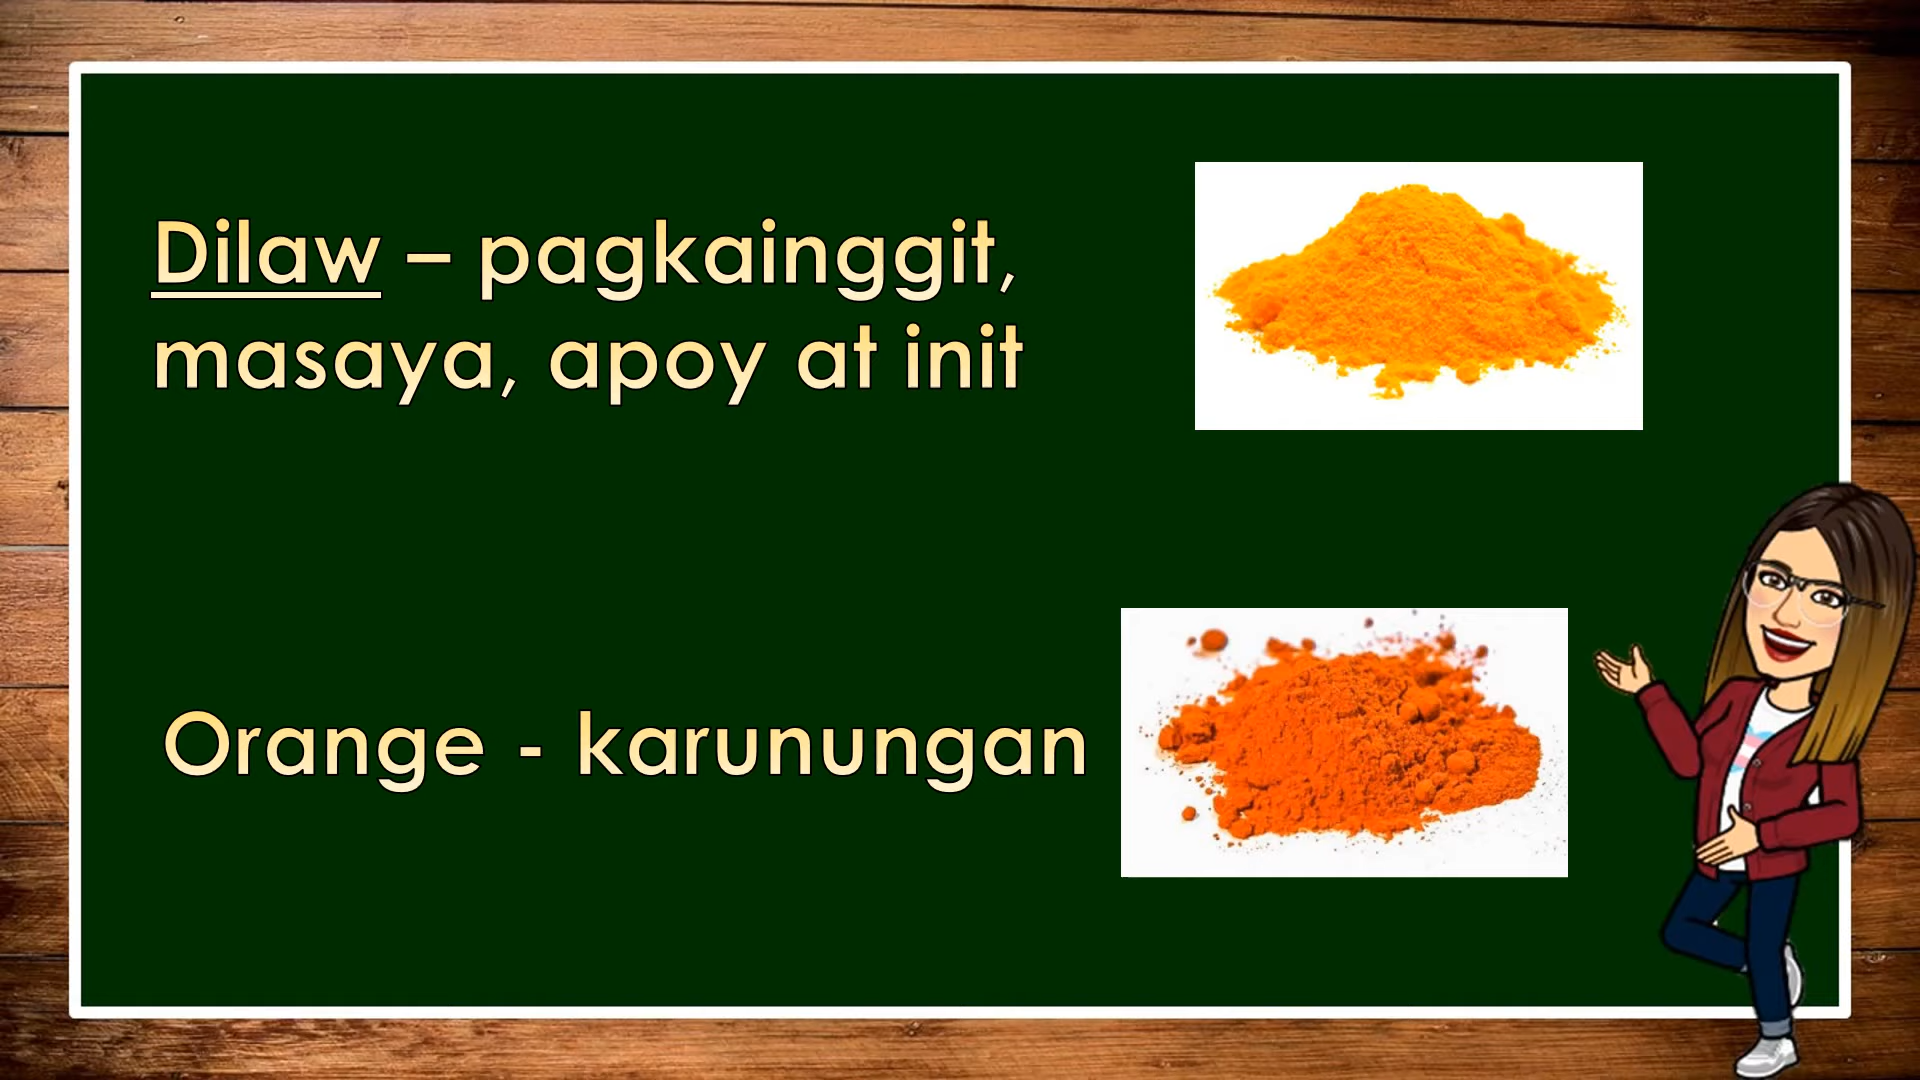 Dilaw – pagkainggit,
masaya, apoy at init
Orange - karunungan